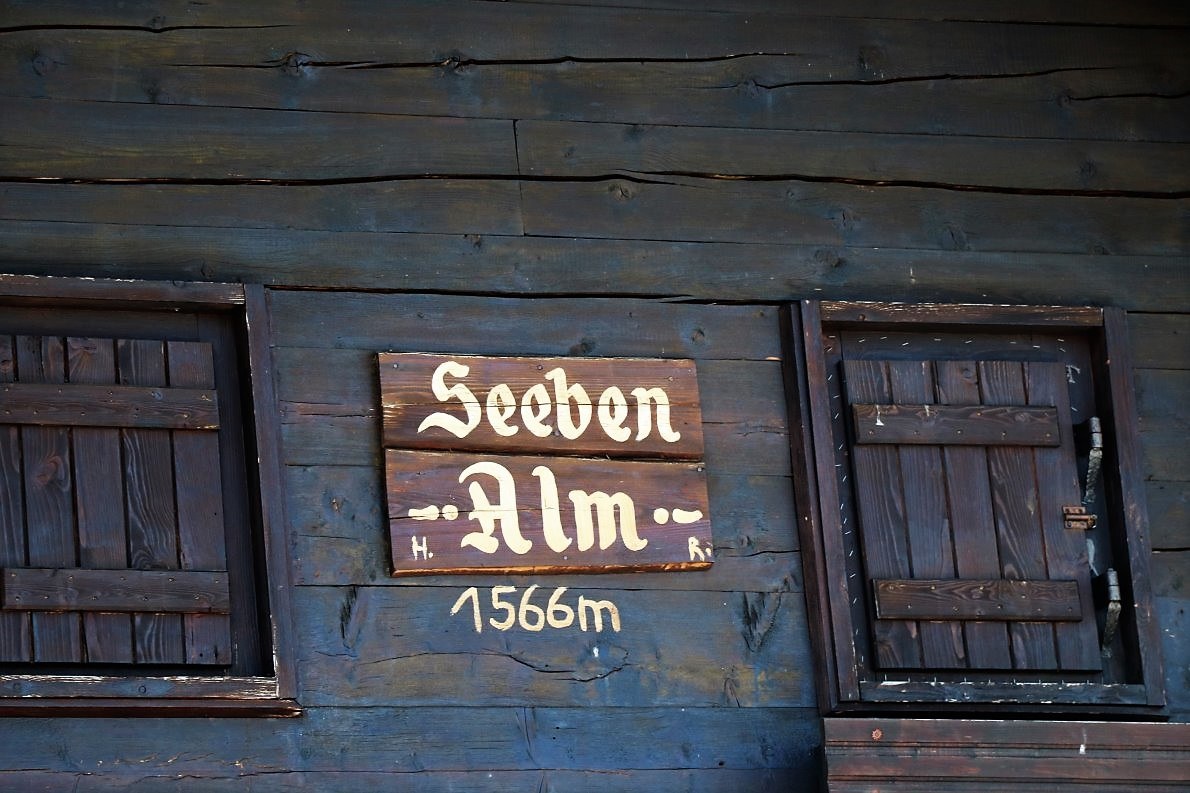 Seeben
-·· Alm ·-
H. R.
1566m